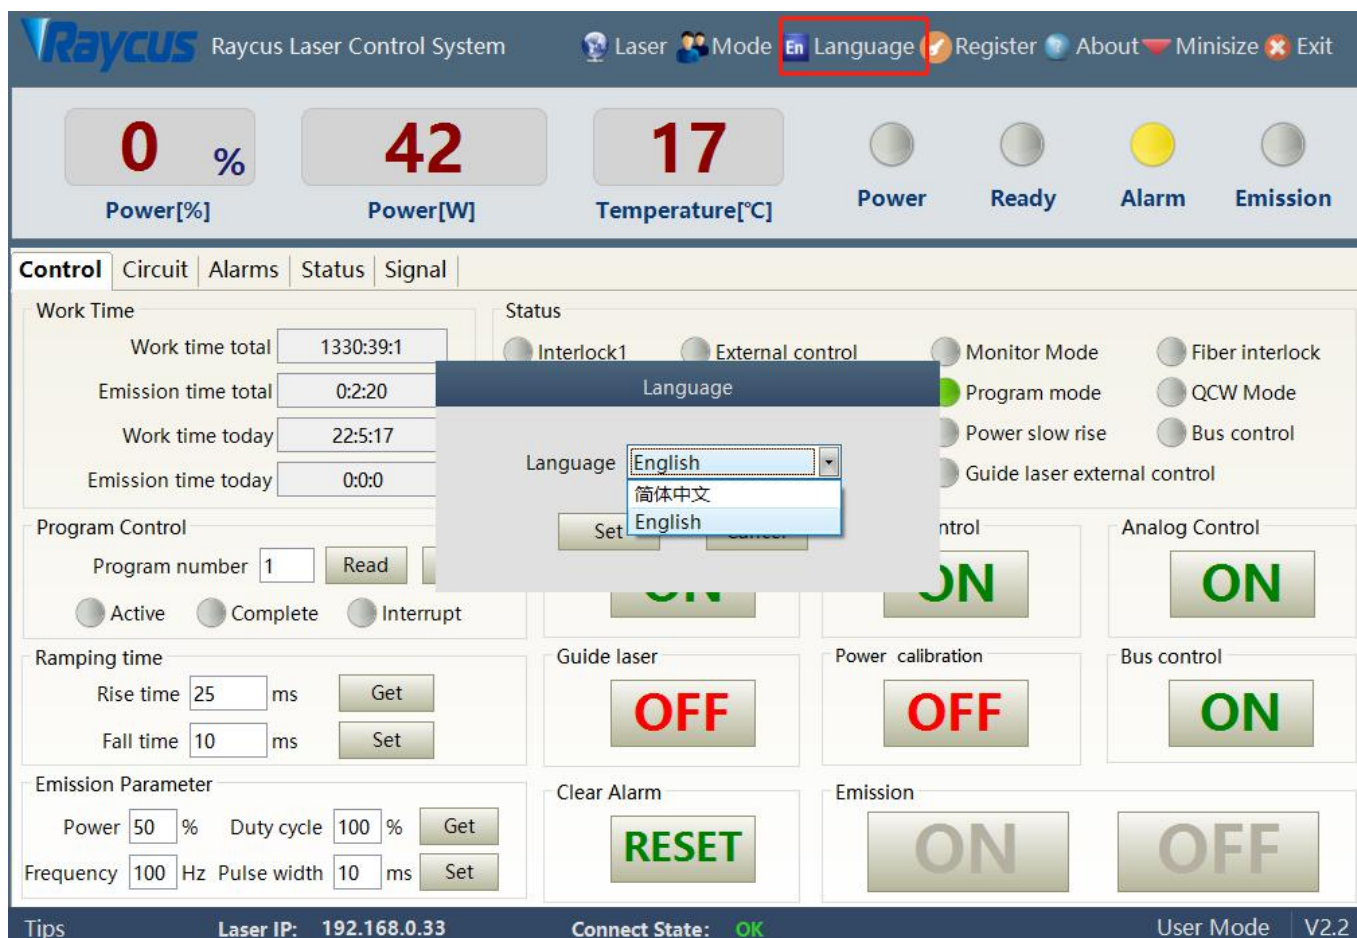 Raycus Raycus Laser Control System Laser Mode En Language Register ? About Minisize Exit
0 % 42 17
Power[%] Power[W] Temperature[℃] Power Ready Alarm Emission
Control Circuit Alarms Status Signal
Work Time
Work time total 1330:39:1
Emission time total 0:2:20
Work time today 22:5:17
Emission time today 0:0:0
Status
Interlock1 External control Monitor Mode Fiber interlock
Program mode QCW Mode
Power slow rise Bus control
Guide laser external control
Language
Language English
简体中文
English
Set Cancel
Program Control
Program number 1 Read
Active Complete Interrupt
ntrol
ON
ON
Analog Control
ON
Ramping time
Rise time 25 ms Get
Fall time 10 ms Set
Guide laser
OFF
Power calibration
OFF
Bus control
ON
Emission Parameter
Power 50 % Duty cycle 100 % Get
Frequency 100 Hz Pulse width 10 ms Set
Clear Alarm
RESET
Emission
ON OFF
Tips Laser IP: 192.168.0.33 Connect State: OK User Mode V2.2